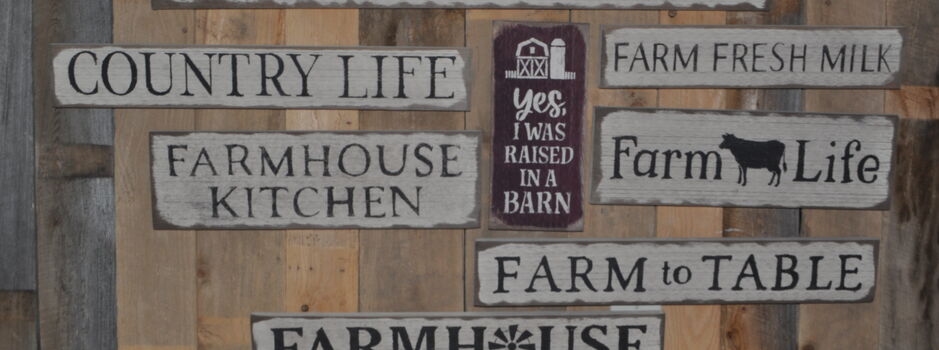 COUNTRY LIFE
FARMHOUSE
KITCHEN
yes,
I WAS
RAISED
IN A
BARN
FARM FRESH MILK
Farm Life
FARM to TABLE
FARMHOUSE